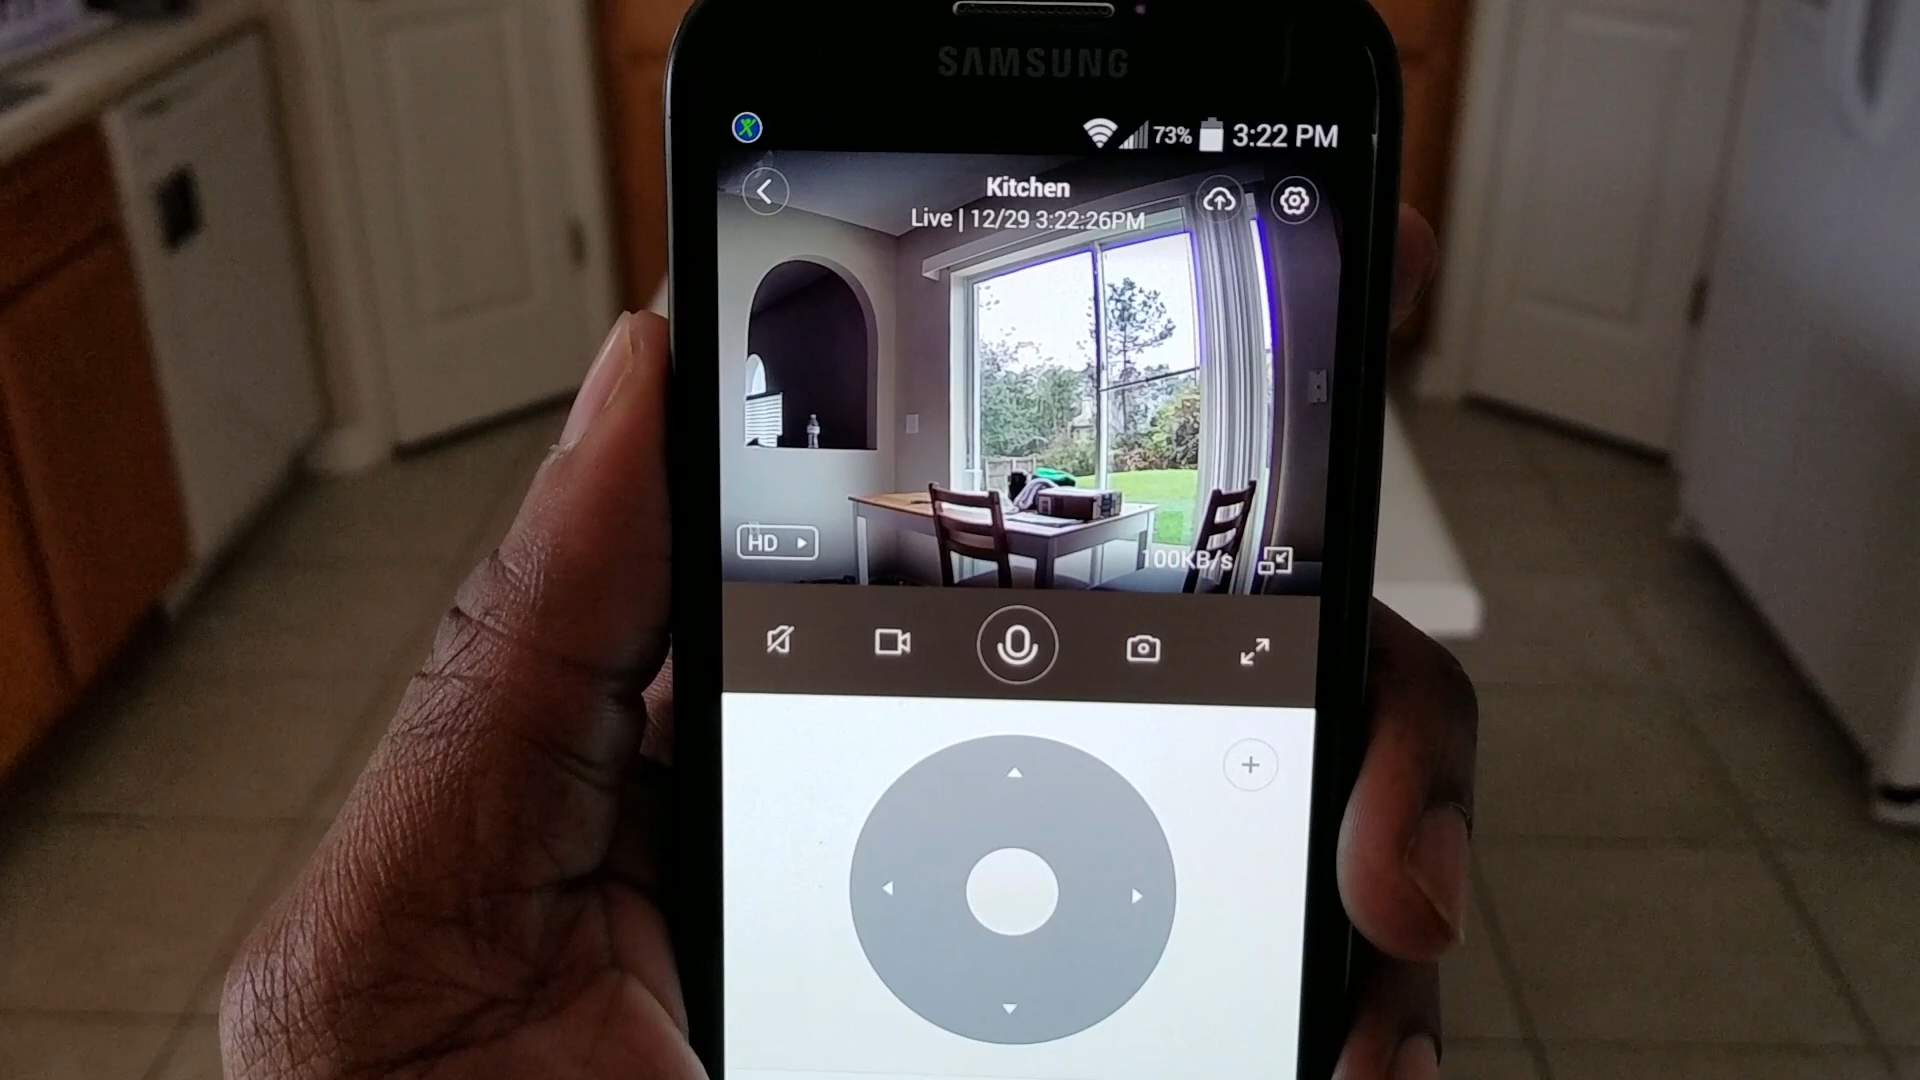 SAMSUNG
73% 3:22 PM
Kitchen
Live | 12/29 3:22:26PM
HD
100KB/s